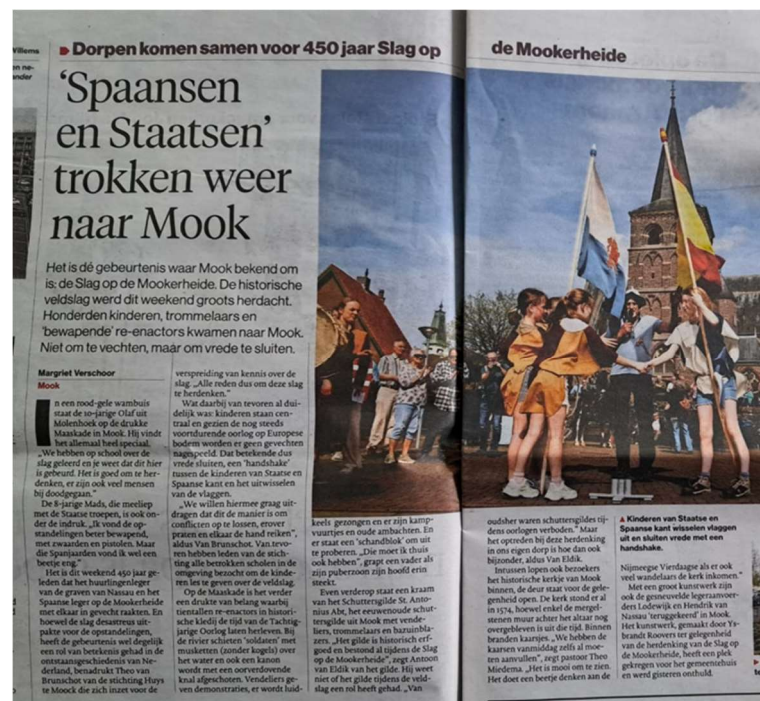 Willems
▶ Dorpen komen samen voor 450 jaar Slag op de Mookerheide
‘Spaansen
en Staatsen’
trokken weer
naar Mook
Het is dé gebeurtenis waar Mook bekend om
is: de Slag op de Mookerheide. De historische
veldslag werd dit weekend groots herdacht.
Honderden kinderen, trommelaars en
‘bewapende’ re-enactors kwamen naar Mook.
Niet om te vechten, maar om vrede te sluiten.
Margriet Verschoor
Mook
In een rood-gele wambuis
staat de 10-jarige Olaf uit
Molenhoek op de drukke
Maaskade in Mook. Hij vindt
het allemaal heel speciaal.
„We hebben op school over de
slag geleerd en je weet dat dit hier
is gebeurd. Het is goed om te her-
denken, er zijn ook veel mensen
bij doodgegaan.”
De 8-jarige Mads, die meeliep
met de Staatse troepen, is ook on-
der de indruk. „Ik vond de op-
standelingen beter bewapend,
met zwaarden en pistolen. Maar
die Spanjaarden vond ik wel een
beetje eng.”
Het is dit weekend 450 jaar ge-
leden dat het huurlingenleger
van de graven van Nassau en het
Spaanse leger op de Mookerheide
met elkaar in gevecht raakten. En
hoewel de slag desastreus uit-
pakte voor de opstandelingen,
heeft de gebeurtenis wel degelijk
een rol van betekenis gehad in de
ontstaansgeschiedenis van Ne-
derland, benadrukt Theo van
Brunschot van de stichting Huys
te Moock die zich inzet voor de
verspreiding van kennis over de
slag. „Alle reden dus om deze slag
te herdenken.”
Wat daarbij van tevoren al dui-
delijk was: kinderen staan cen-
traal en gezien de nog steeds
voortdurende oorlog op Europese
bodem worden er geen gevechten
nagespeeld. Dat betekende dus
vrede sluiten, een ‘handshake’
tussen de kinderen van Staatse en
Spaanse kant en het uitwisselen
van de vlaggen.
„We willen hiermee graag uit-
dragen dat dit de manier is om
conflicten op te lossen, erover
praten en elkaar de hand reiken”,
aldus Van Brunschot. Van tevo-
ren hebben leden van de stich-
ting alle betrokken scholen in de
omgeving bezocht om de kinde-
ren les te geven over de veldslag.
Op de Maaskade is het verder
een drukte van belang waarbij
tientallen re-enactors in histori-
sche kledij de tijd van de Tachtig-
jarige Oorlog laten herleven. Bij
de rivier schieten ‘soldaten’ met
musketten (zonder kogels) over
het water en ook een kanon
wordt met een oorverdovende
knal afgeschoten. Vendeliers ge-
ven demonstraties, er wordt luid-
keels gezongen en er zijn kamp-
vuurtjes en oude ambachten. En
er staat een ‘schandblok’ om uit
te proberen. „Die moet ik thuis
ook hebben”, grapt een vader als
zijn puberzoon zijn hoofd erin
steekt.
Even verderop staat een kraam
van het Schuttersgilde St. Anto-
nius Abt, het eeuwenoude schut-
tersgilde uit Mook met vende-
liers, trommelaars en bazuinbla-
zers. „Het gilde is historisch erf-
goed en bestond al tijdens de Slag
op de Mookerheide”, zegt Antoon
van Eldik van het gilde. Hij weet
niet of het gilde tijdens de veld-
slag een rol heeft gehad. „Van
oudsher waren schuttersgildes tij-
dens oorlogen verboden.” Maar
het optreden bij deze herdenking
in ons eigen dorp is hoe dan ook
bijzonder, aldus Van Eldik.
Intussen lopen ook bezoekers
het historische kerkje van Mook
binnen, de deur staat voor de gele-
genheid open. De kerk stond er al
in 1574, hoewel enkel de mergel-
stenen muur achter het altaar nog
overgebleven is uit die tijd. Binnen
branden kaarsjes. „We hebben de
kaarsen vanmiddag zelfs al moe-
ten aanvullen”, zegt pastoor Theo
Miedema. „Het is mooi om te zien.
Het doet een beetje denken aan de
▲ Kinderen van Staatse en
Spaanse kant wisselen vlaggen
uit en sluiten vrede met een
handshake.
Nijmeegse Vierdaagse als er ook
veel wandelaars de kerk inkomen.”
Met een groot kunstwerk zijn
ook de gesneuvelde legeraanvoer-
ders Lodewijk en Hendrik van
Nassau ‘teruggekeerd’ in Mook.
Het kunstwerk, gemaakt door Ys-
brandt Roovers ter gelegenheid
van de herdenking van de Slag op
de Mookerheide, heeft een plek
gekregen voor het gemeentehuis
en werd gisteren onthuld.